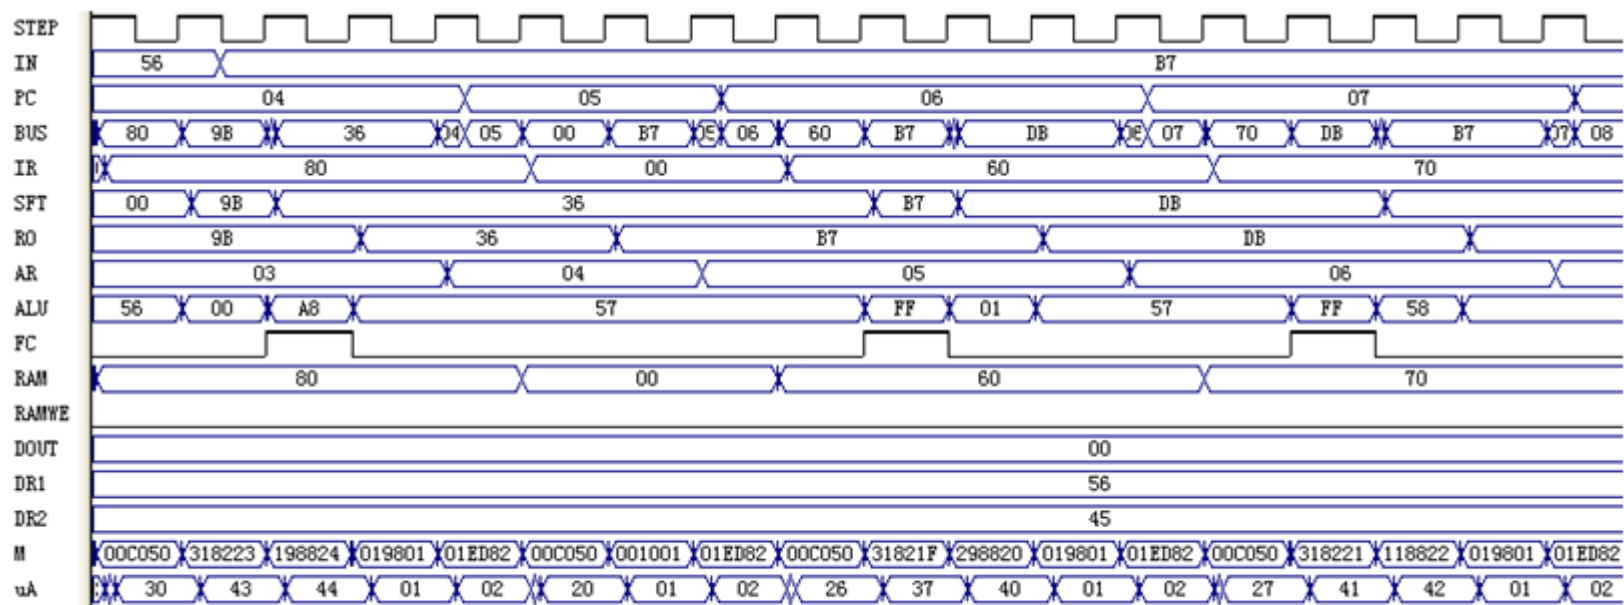 STEP
IN 56 B7
PC 04 05 06 07
BUS 80 9B 36 04 05 00 B7 05 06 60 B7 DB 06 07 70 DB B7 07 08
IR 80 00 60 70
SFT 00 9B 36 B7 DB
R0 9B 36 B7 DB
AR 03 04 05 06
ALU 56 00 A8 57 FF 01 57 FF 58
FC
RAM 80 00 60 70
RAMWE
DOUT 00
DR1 56
DR2 45
M 00C050 318223 198824 019801 01ED82 00C050 001001 01ED82 00C050 31821F 298820 019801 01ED82 00C050 318221 118822 019801 01ED82
uA 30 43 44 01 02 20 01 02 26 37 40 01 02 27 41 42 01 02